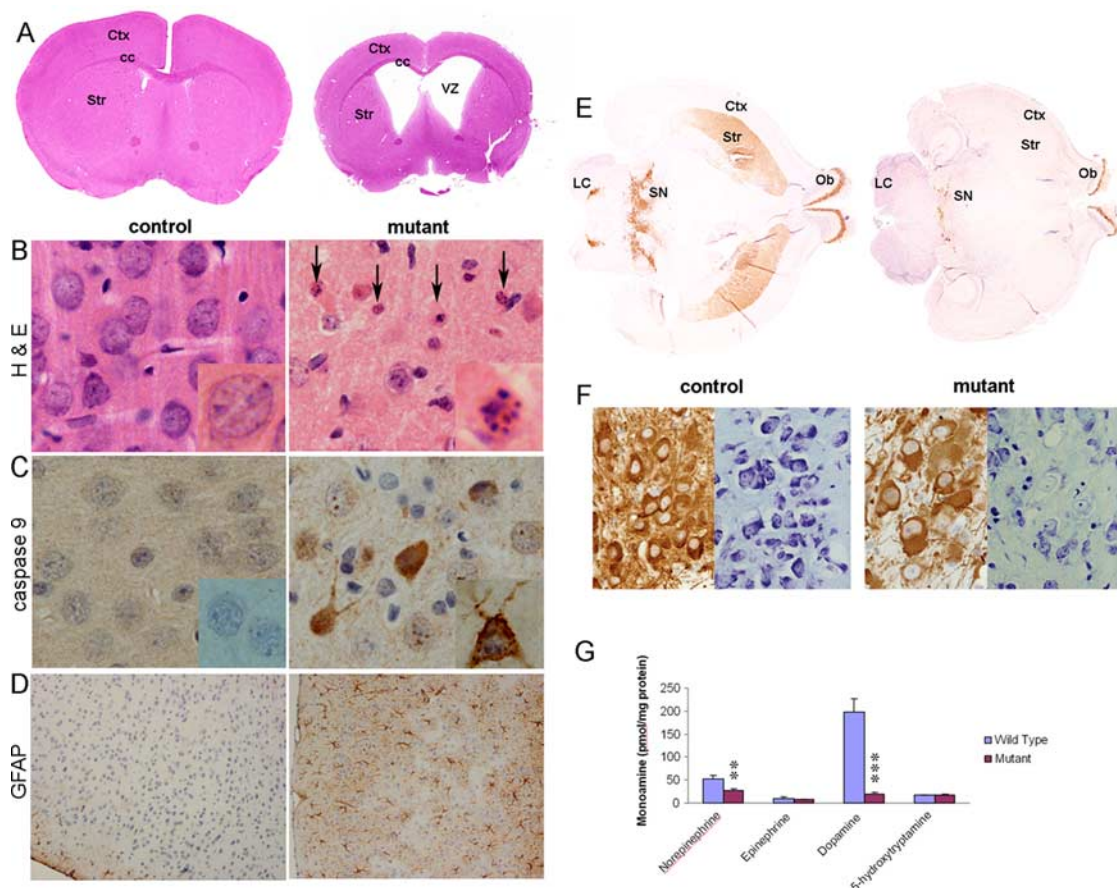 A
Ctx
cc
Str
Ctx
cc
VZ
Str
control
mutant
B
H & E
C
caspase 9
D
GFAP
E
Ctx
Str
LC
SN
Ob
Ctx
Str
LC
SN
Ob
control
mutant
F
G
Monoamine (pmol/mg protein)
250
200
150
100
50
0
**
***
Norepinephrine
Epinephrine
Dopamine
5-hydroxytryptamine
Wild Type
Mutant